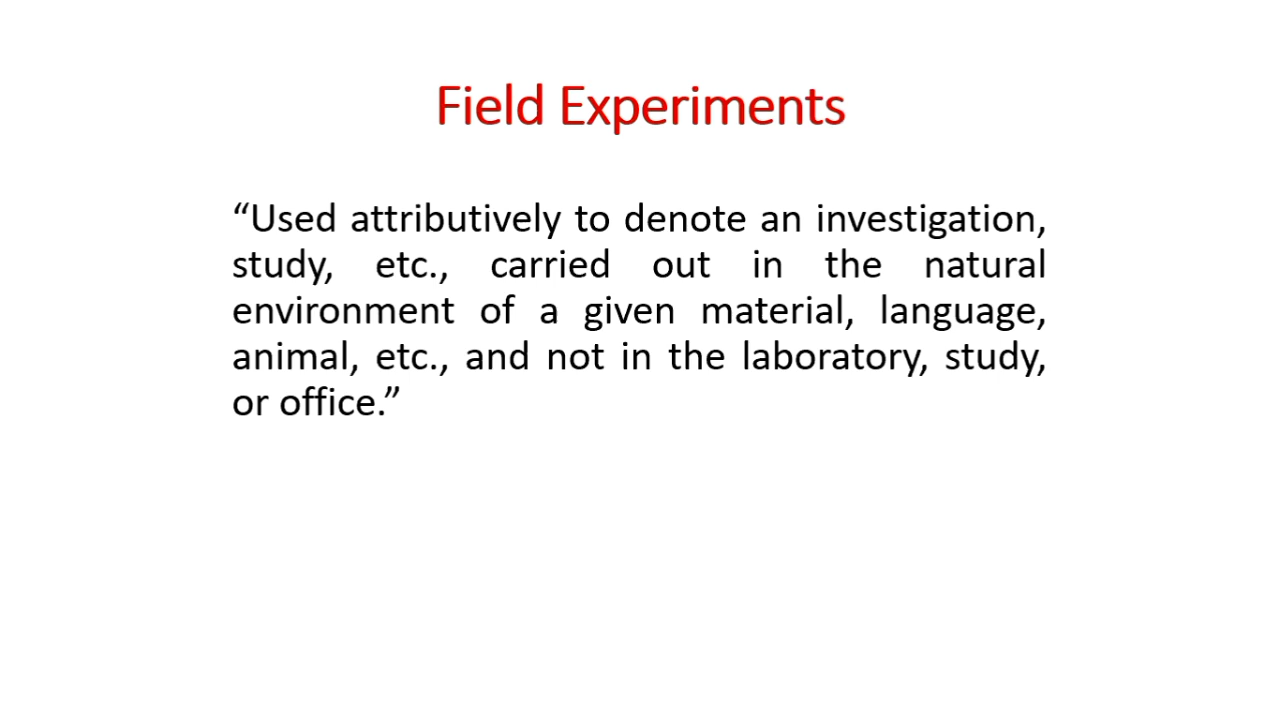 Field Experiments
“Used attributively to denote an investigation,
study, etc., carried out in the natural
environment of a given material, language,
animal, etc., and not in the laboratory, study,
or office.”